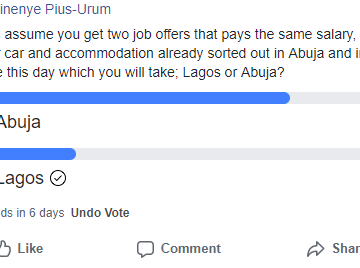 inenye Pius-Urum
assume you get two job offers that pays the same salary,
car and accommodation already sorted out in Abuja and i
this day which you will take; Lagos or Abuja?
Abuja
Lagos
ds in 6 days Undo Vote
Like Comment Shar